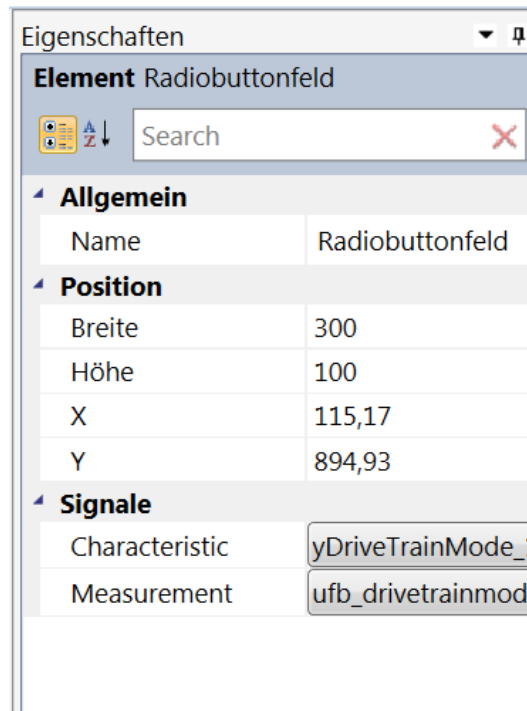 Eigenschaften
Element Radiobuttonfeld
Search
Allgemein
Name Radiobuttonfeld
Position
Breite 300
Höhe 100
X 115,17
Y 894,93
Signale
Characteristic yDriveTrainMode_
Measurement ufb_drivetrainmod